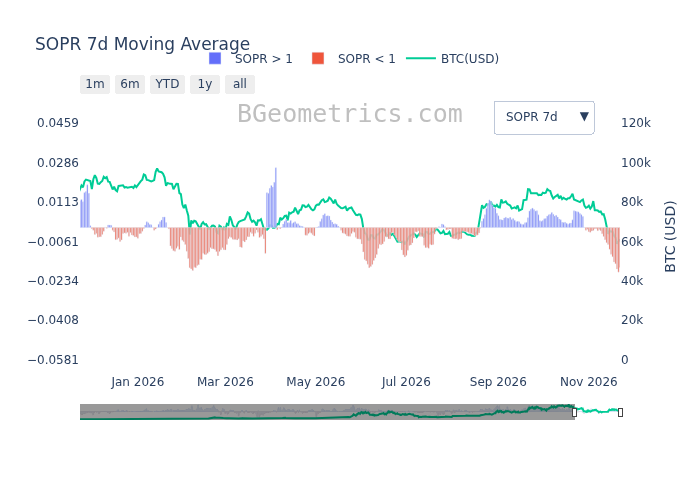 SOPR 7d Moving Average
SOPR > 1 SOPR < 1 BTC(USD)
1m 6m YTD 1y all
BGeometrics.com
SOPR 7d ▼
0.0459 120k
0.0286 100k
0.0113 80k
−0.0061 60k
−0.0234 40k
−0.0408 20k
−0.0581 0
BTC (USD)
Jan 2026 Mar 2026 May 2026 Jul 2026 Sep 2026 Nov 2026